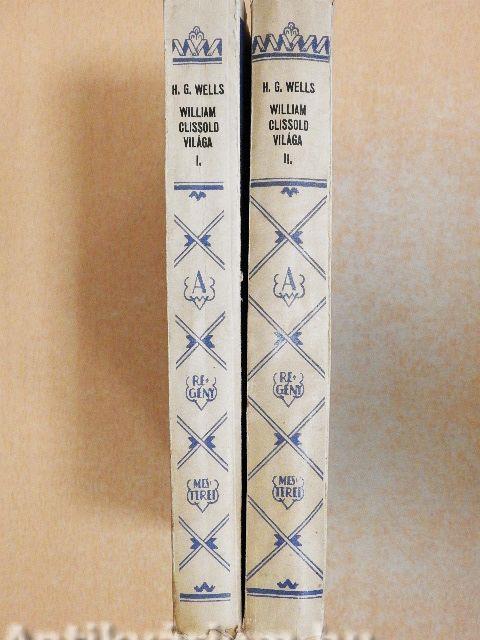 H. G. WELLS
WILLIAM
CLISSOLD
VILÁGA
I.
A
RE-
GÉNY
MES-
TEREI
H. G. WELLS
WILLIAM
CLISSOLD
VILÁGA
II.
A
RE-
GÉNY
MES-
TEREI